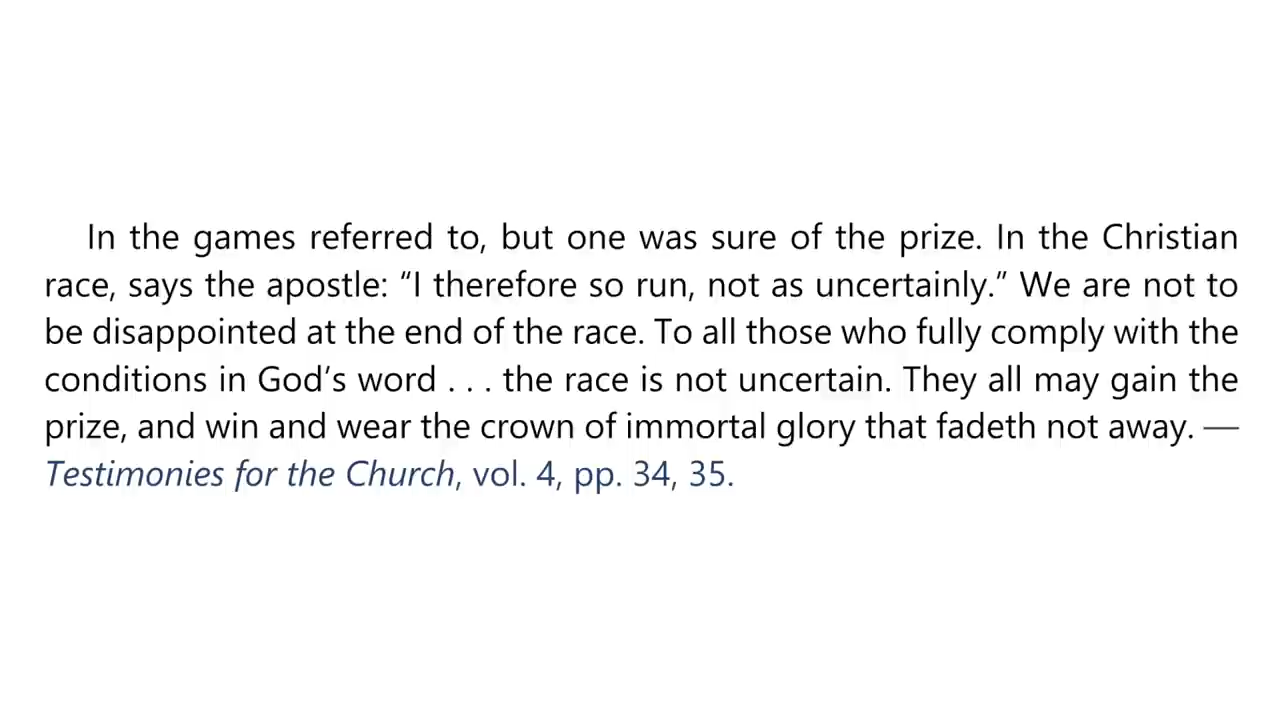 In the games referred to, but one was sure of the prize. In the Christian
race, says the apostle: “I therefore so run, not as uncertainly.” We are not to
be disappointed at the end of the race. To all those who fully comply with the
conditions in God’s word . . . the race is not uncertain. They all may gain the
prize, and win and wear the crown of immortal glory that fadeth not away. —
Testimonies for the Church, vol. 4, pp. 34, 35.